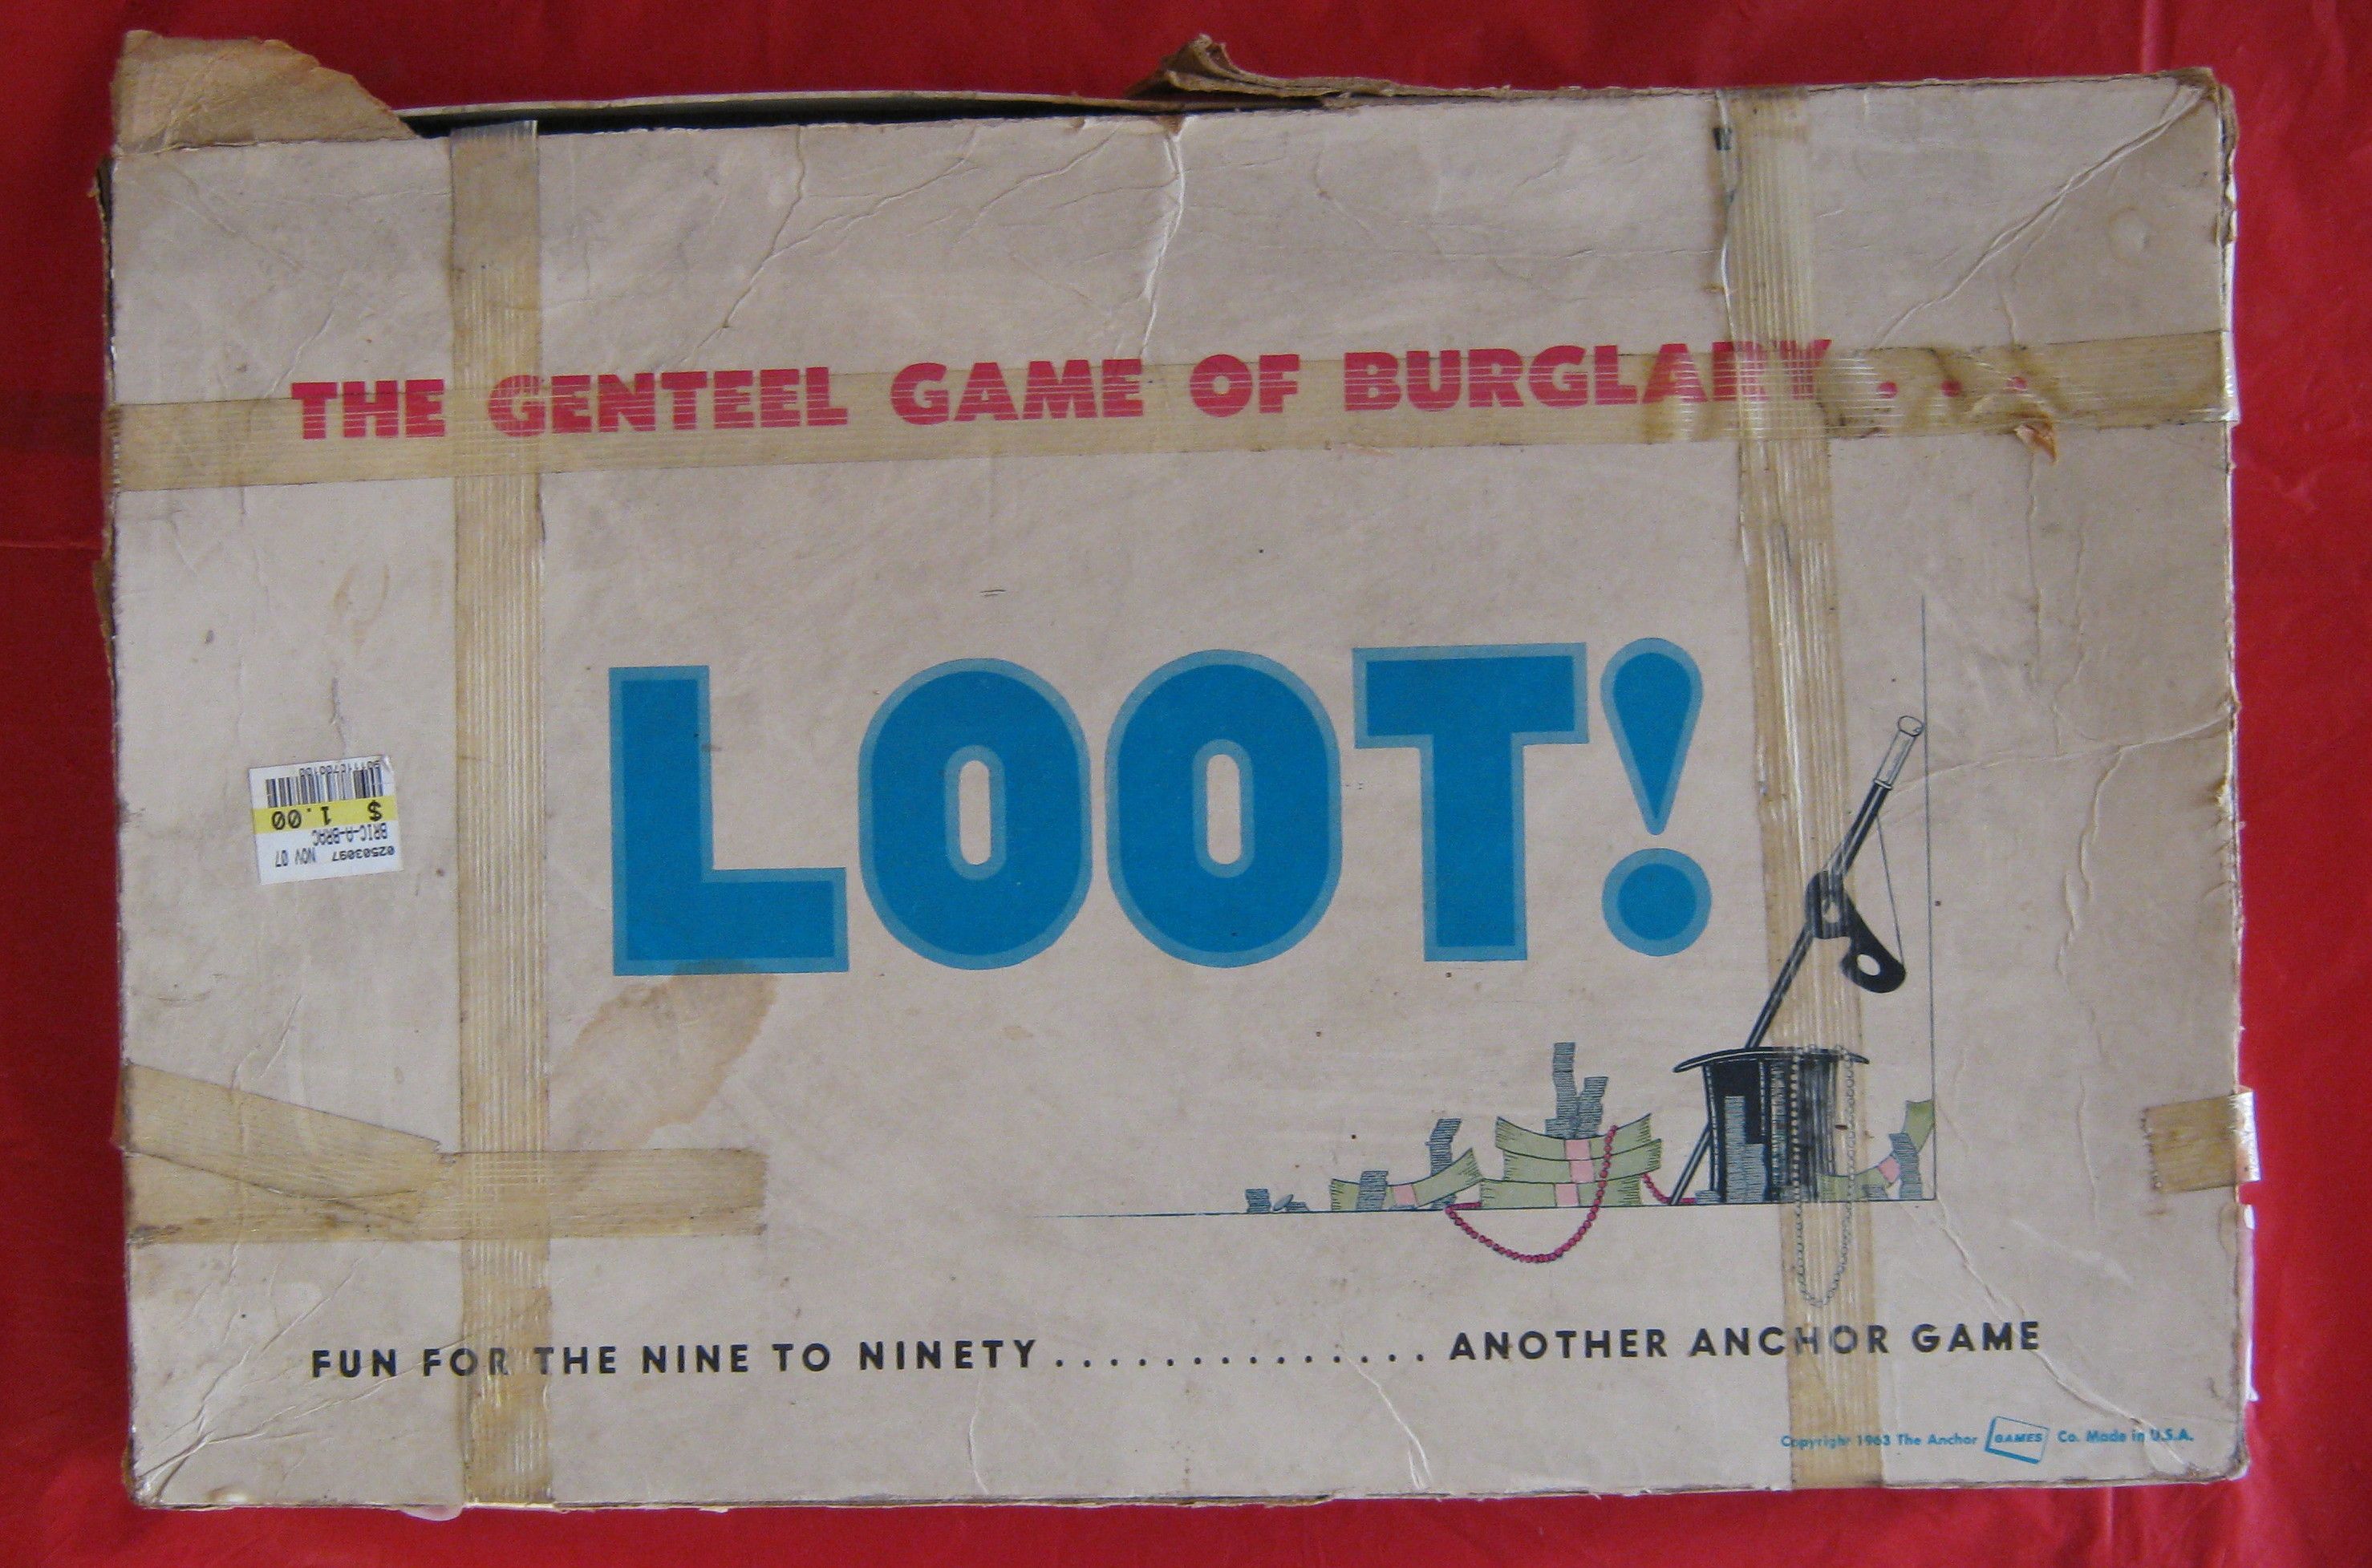 THE GENTEEL GAME OF BURGLARY . . .
LOOT!
02503097 NOV 07
BRIC-A-BRAC
$ 1.00
FUN FOR THE NINE TO NINETY............... ANOTHER ANCHOR GAME
Copyright 1963 The Anchor GAMES Co. Made in U.S.A.